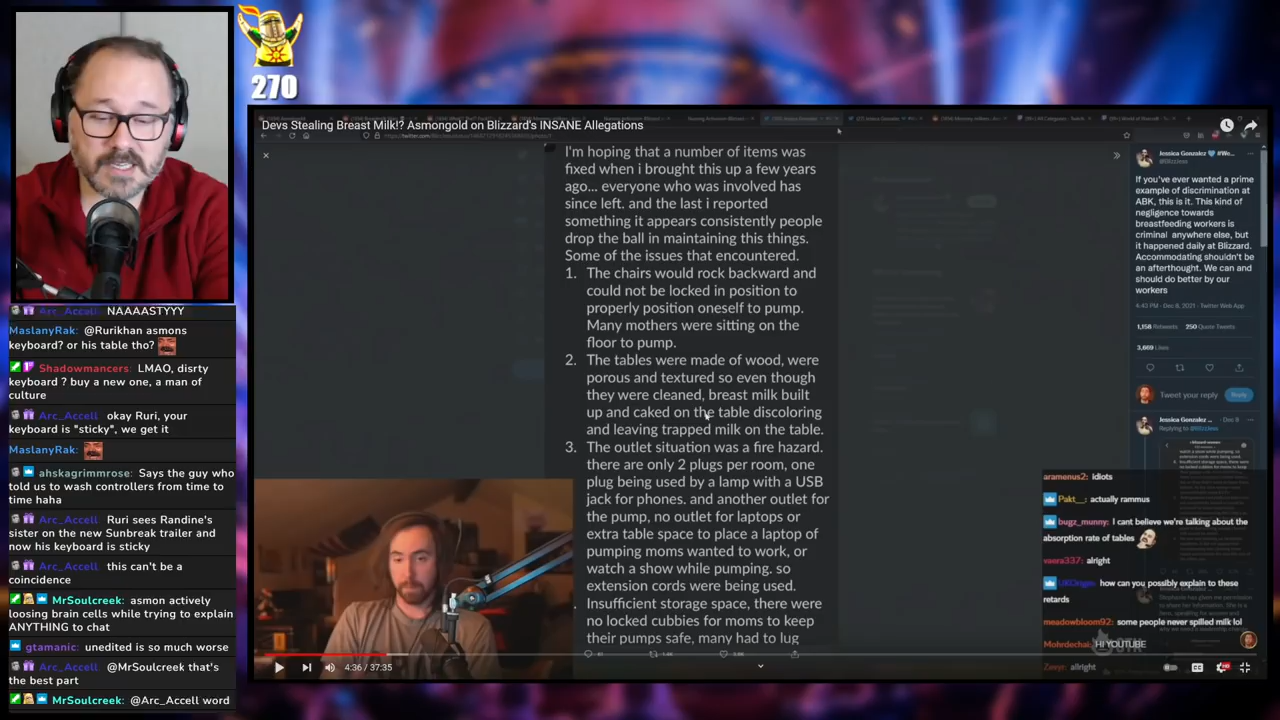 270
Arc_Accell: NAAASTYYY
MaslanyRak: @Rurikhan asmons
keyboard? or his table tho?
Shadowmancers: LMAO, disrty
keyboard ? buy a new one, a man of
culture
Arc_Accell: okay Ruri, your
keyboard is "sticky", we get it
MaslanyRak:
ahskagrimmrose: Says the guy who
told us to wash controllers from time to
time haha
Arc_Accell: Ruri sees Randine's
sister on the new Sunbreak trailer and
now his keyboard is sticky
Arc_Accell: this can't be a
coincidence
MrSoulcreek: asmon actively
loosing brain cells while trying to explain
ANYTHING to chat
gtamanic: unedited is so much worse
Arc_Accell: @MrSoulcreek that's
the best part
MrSoulcreek: @Arc_Accell word
Devs Stealing Breast Milk!? Asmongold on Blizzard's INSANE Allegations
I'm hoping that a number of items was
fixed when i brought this up a few years
ago... everyone who was involved has
since left. and the last i reported
something it appears consistently people
drop the ball in maintaining this things.
Some of the issues that encountered.
1. The chairs would rock backward and
could not be locked in position to
properly position oneself to pump.
Many mothers were sitting on the
floor to pump.
2. The tables were made of wood, were
porous and textured so even though
they were cleaned, breast milk built
up and caked on the table discoloring
and leaving trapped milk on the table.
3. The outlet situation was a fire hazard.
there are only 2 plugs per room, one
plug being used by a lamp with a USB
jack for phones. and another outlet for
the pump, no outlet for laptops or
extra table space to place a laptop of
pumping moms wanted to work, or
watch a show while pumping. so
extension cords were being used.
Insufficient storage space, there were
no locked cubbies for moms to keep
their pumps safe, many had to lug
4:36 / 37:35
Jessica Gonzalez
If you've ever wanted a prime
example of discrimination at
ABK, this is it. This kind of
negligence towards
breastfeeding workers is
criminal anywhere else, but
it happened daily at Blizzard.
Accommodating shouldn't be
an afterthought. We can and
should do better by our
workers
4:43 PM · Dec 8, 2021 · Twitter Web App
1,158 Retweets 250 Quote Tweets
3,669 Likes
Tweet your reply
Reply
Jessica Gonzalez
aramenus2: idiots
Pakt__: actually rammus
bugz_munny: I cant believe we're talking about the
absorption rate of tables
vaera337: alright
how can you possibly explain to these
retards
meadowbloom92: some people never spilled milk lol
Mohrdechai: HI YOUTUBE
allright